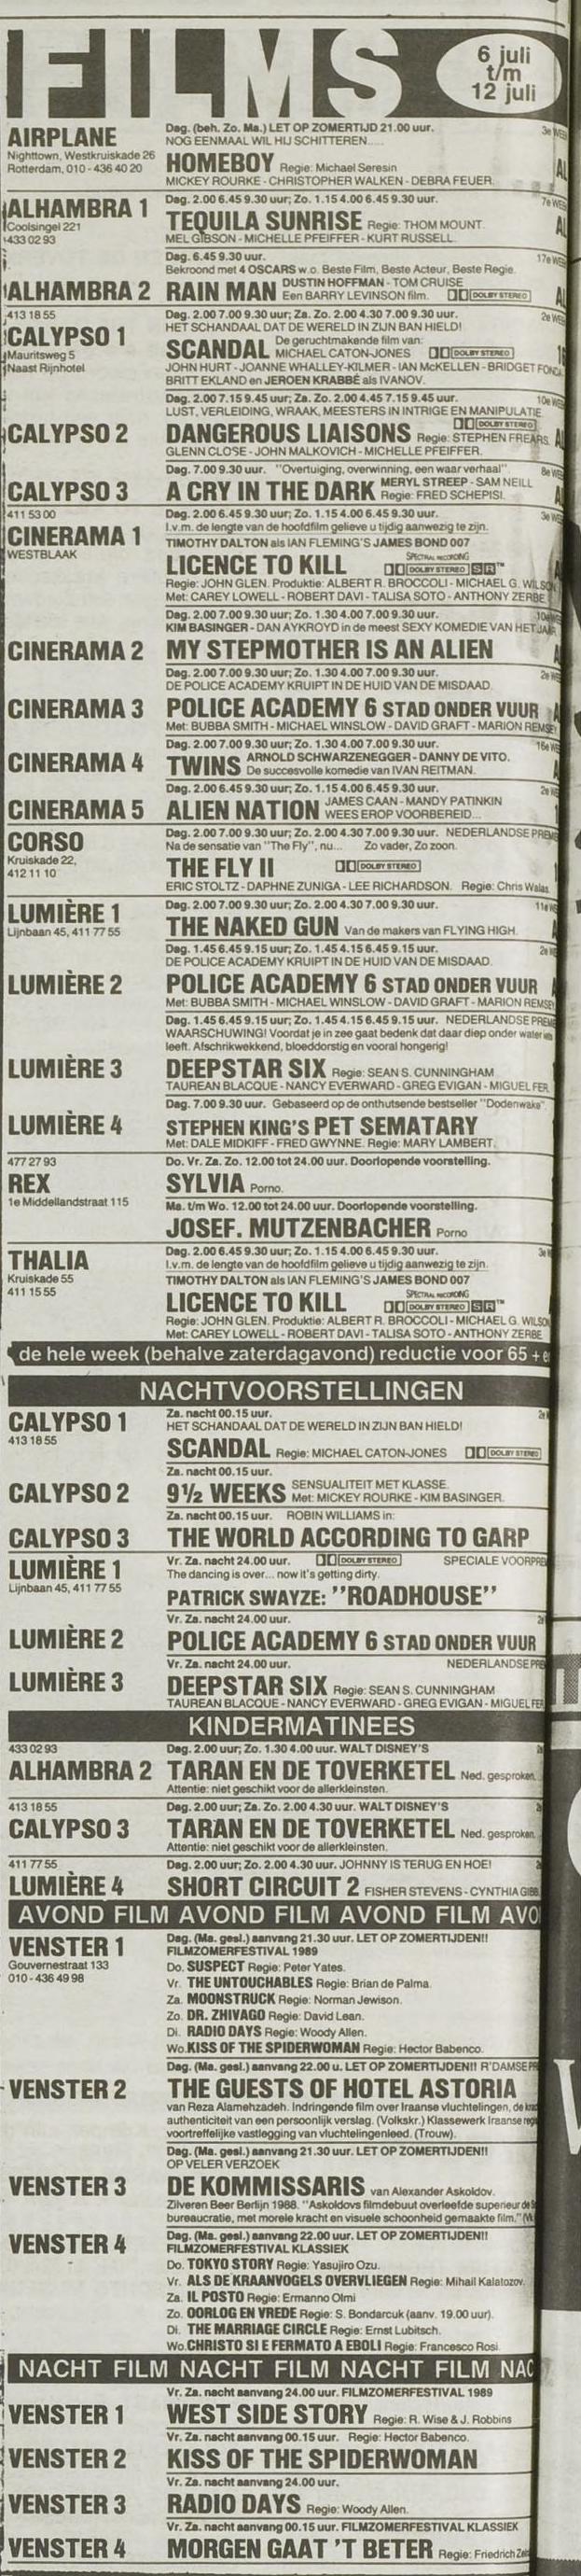 FILMS
6 juli
t/m
12 juli
AIRPLANE
Nighttown, Westkruiskade 26
Rotterdam, 010 - 436 40 20
Dag. (beh. Zo. Ma.) LET OP ZOMERTIJD 21.00 uur.
3e WE
NOG EENMAAL WIL HIJ SCHITTEREN.....
HOMEBOY Regie: Michael Seresin
AL
MICKEY ROURKE - CHRISTOPHER WALKEN - DEBRA FEUER.
ALHAMBRA 1
Coolsingel 221
433 02 93
Dag. 2.00 6.45 9.30 uur; Zo. 1.15 4.00 6.45 9.30 uur.
7e WE
TEQUILA SUNRISE Regie: THOM MOUNT.
AL
MEL GIBSON - MICHELLE PFEIFFER - KURT RUSSELL.
Dag. 6.45 9.30 uur.
17e WE
Bekroond met 4 OSCARS w.o. Beste Film, Beste Acteur, Beste Regie.
ALHAMBRA 2
RAIN MAN DUSTIN HOFFMAN - TOM CRUISE
Een BARRY LEVINSON film. DOLBY STEREO
AL
413 18 55
CALYPSO 1
Mauritsweg 5
Naast Rijnhotel
Dag. 2.00 7.00 9.30 uur; Za. Zo. 2.00 4.30 7.00 9.30 uur.
2e WE
HET SCHANDAAL DAT DE WERELD IN ZIJN BAN HIELD!
SCANDAL De geruchtmakende film van:
MICHAEL CATON-JONES DOLBY STEREO
JOHN HURT - JOANNE WHALLEY-KILMER - IAN McKELLEN - BRIDGET FONDA
BRITT EKLAND en JEROEN KRABBÉ als IVANOV.
Dag. 2.00 7.15 9.45 uur; Za. Zo. 2.00 4.45 7.15 9.45 uur.
10e WE
LUST, VERLEIDING, WRAAK, MEESTERS IN INTRIGE EN MANIPULATIE.
DOLBY STEREO
CALYPSO 2
DANGEROUS LIAISONS Regie: STEPHEN FREARS.
AL
GLENN CLOSE - JOHN MALKOVICH - MICHELLE PFEIFFER.
Dag. 7.00 9.30 uur. "Overtuiging, overwinning, een waar verhaal"
8e WE
CALYPSO 3
A CRY IN THE DARK MERYL STREEP - SAM NEILL
Regie: FRED SCHEPISI.
411 53 00
CINERAMA 1
WESTBLAAK
Dag. 2.00 6.45 9.30 uur; Zo. 1.15 4.00 6.45 9.30 uur.
3e WE
I.v.m. de lengte van de hoofdfilm gelieve u tijdig aanwezig te zijn.
TIMOTHY DALTON als IAN FLEMING'S JAMES BOND 007
LICENCE TO KILL SPECTRAL RECORDING
DOLBY STEREO SR™
Regie: JOHN GLEN. Produktie: ALBERT R. BROCCOLI - MICHAEL G. WILSON
Met: CAREY LOWELL - ROBERT DAVI - TALISA SOTO - ANTHONY ZERBE
Dag. 2.00 7.00 9.30 uur; Zo. 1.30 4.00 7.00 9.30 uur.
10e WE
KIM BASINGER - DAN AYKROYD in de meest SEXY KOMEDIE VAN HET JAAR
CINERAMA 2
MY STEPMOTHER IS AN ALIEN
Dag. 2.00 7.00 9.30 uur; Zo. 1.30 4.00 7.00 9.30 uur.
2e WE
DE POLICE ACADEMY KRUIPT IN DE HUID VAN DE MISDAAD.
CINERAMA 3
POLICE ACADEMY 6 STAD ONDER VUUR
Met: BUBBA SMITH - MICHAEL WINSLOW - DAVID GRAFT - MARION REMSEY
Dag. 2.00 7.00 9.30 uur; Zo. 1.30 4.00 7.00 9.30 uur.
16e WE
CINERAMA 4
TWINS ARNOLD SCHWARZENEGGER - DANNY DE VITO.
De succesvolle komedie van IVAN REITMAN.
Dag. 2.00 6.45 9.30 uur; Zo. 1.15 4.00 6.45 9.30 uur.
2e WE
CINERAMA 5
ALIEN NATION JAMES CAAN - MANDY PATINKIN
WEES EROP VOORBEREID...
CORSO
Kruiskade 22,
412 11 10
Dag. 2.00 7.00 9.30 uur; Zo. 2.00 4.30 7.00 9.30 uur. NEDERLANDSE PREM
Na de sensatie van "The Fly", nu... Zo vader, Zo zoon.
THE FLY II DOLBY STEREO
ERIC STOLTZ - DAPHNE ZUNIGA - LEE RICHARDSON. Regie: Chris Walas.
LUMIÈRE 1
Lijnbaan 45, 411 77 55
Dag. 2.00 7.00 9.30 uur; Zo. 2.00 4.30 7.00 9.30 uur.
11e WE
THE NAKED GUN Van de makers van FLYING HIGH.
Dag. 1.45 6.45 9.15 uur; Zo. 1.45 4.15 6.45 9.15 uur.
2e WE
DE POLICE ACADEMY KRUIPT IN DE HUID VAN DE MISDAAD.
LUMIÈRE 2
POLICE ACADEMY 6 STAD ONDER VUUR
Met: BUBBA SMITH - MICHAEL WINSLOW - DAVID GRAFT - MARION REMSEY
Dag. 1.45 6.45 9.15 uur; Zo. 1.45 4.15 6.45 9.15 uur. NEDERLANDSE PREM
WAARSCHUWING! Voordat je in zee gaat bedenk dat daar diep onder water iets
leeft. Afschrikwekkend, bloeddorstig en vooral hongerig!
LUMIÈRE 3
DEEPSTAR SIX Regie: SEAN S. CUNNINGHAM
TAUREAN BLACQUE - NANCY EVERWARD - GREG EVIGAN - MIGUEL FER.
Dag. 7.00 9.30 uur. Gebaseerd op de onthutsende bestseller "Dodenwake"
LUMIÈRE 4
STEPHEN KING'S PET SEMATARY
Met: DALE MIDKIFF - FRED GWYNNE. Regie: MARY LAMBERT.
477 27 93
REX
1e Middellandstraat 115
Do. Vr. Za. Zo. 12.00 tot 24.00 uur. Doorlopende voorstelling.
SYLVIA Porno.
Ma. t/m Wo. 12.00 tot 24.00 uur. Doorlopende voorstelling.
JOSEF. MUTZENBACHER Porno
THALIA
Kruiskade 55
411 15 55
Dag. 2.00 6.45 9.30 uur; Zo. 1.15 4.00 6.45 9.30 uur.
3e W
I.v.m. de lengte van de hoofdfilm gelieve u tijdig aanwezig te zijn.
TIMOTHY DALTON als IAN FLEMING'S JAMES BOND 007
LICENCE TO KILL SPECTRAL RECORDING
DOLBY STEREO SR™
Regie: JOHN GLEN. Produktie: ALBERT R. BROCCOLI - MICHAEL G. WILSO
Met: CAREY LOWELL - ROBERT DAVI - TALISA SOTO - ANTHONY ZERBE
de hele week (behalve zaterdagavond) reductie voor 65 + e
NACHTVOORSTELLINGEN
CALYPSO 1
413 18 55
Za. nacht 00.15 uur.
HET SCHANDAAL DAT DE WERELD IN ZIJN BAN HIELD!
SCANDAL Regie: MICHAEL CATON-JONES DOLBY STEREO
Za. nacht 00.15 uur.
CALYPSO 2
9½ WEEKS SENSUALITEIT MET KLASSE.
Met: MICKEY ROURKE - KIM BASINGER.
Za. nacht 00.15 uur. ROBIN WILLIAMS in:
CALYPSO 3
THE WORLD ACCORDING TO GARP
LUMIÈRE 1
Lijnbaan 45, 411 77 55
Vr. Za. nacht 24.00 uur. DOLBY STEREO SPECIALE VOORPRE
The dancing is over... now it's getting dirty.
PATRICK SWAYZE: "ROADHOUSE"
Vr. Za. nacht 24.00 uur.
LUMIÈRE 2
POLICE ACADEMY 6 STAD ONDER VUUR
Vr. Za. nacht 24.00 uur. NEDERLANDSE PRE
LUMIÈRE 3
DEEPSTAR SIX Regie: SEAN S. CUNNINGHAM
TAUREAN BLACQUE - NANCY EVERWARD - GREG EVIGAN - MIGUEL FER
KINDERMATINEES
433 02 93
Dag. 2.00 uur; Zo. 1.30 4.00 uur. WALT DISNEY'S
ALHAMBRA 2
TARAN EN DE TOVERKETEL Ned. gesproken.
Attentie: niet geschikt voor de allerkleinsten.
413 18 55
Dag. 2.00 uur; Za. Zo. 2.00 4.30 uur. WALT DISNEY'S
CALYPSO 3
TARAN EN DE TOVERKETEL Ned. gesproken.
Attentie: niet geschikt voor de allerkleinsten.
411 77 55
Dag. 2.00 uur; Zo. 2.00 4.30 uur. JOHNNY IS TERUG EN HOE!
LUMIÈRE 4
SHORT CIRCUIT 2 FISHER STEVENS - CYNTHIA GIBB.
AVOND FILM AVOND FILM AVOND FILM AVO
VENSTER 1
Gouvernestraat 133
010 - 436 49 98
Dag. (Ma. gesl.) aanvang 21.30 uur. LET OP ZOMERTIJDEN!!
FILMZOMERFESTIVAL 1989
Do. SUSPECT Regie: Peter Yates.
Vr. THE UNTOUCHABLES Regie: Brian de Palma.
Za. MOONSTRUCK Regie: Norman Jewison.
Zo. DR. ZHIVAGO Regie: David Lean.
Di. RADIO DAYS Regie: Woody Allen.
Wo. KISS OF THE SPIDERWOMAN Regie: Hector Babenco.
Dag. (Ma. gesl.) aanvang 22.00 u. LET OP ZOMERTIJDEN!! R'DAMSE PR
VENSTER 2
THE GUESTS OF HOTEL ASTORIA
van Reza Alamehzadeh. Indringende film over Iraanse vluchtelingen, de
authenticiteit van een persoonlijk verslag. (Volkskr.) Klassewerk Iraanse
voortreffelijke vastlegging van vluchtelingenleed. (Trouw).
Dag. (Ma. gesl.) aanvang 21.30 uur. LET OP ZOMERTIJDEN!!
OP VELER VERZOEK
VENSTER 3
DE KOMMISSARIS van Alexander Askoldov.
Zilveren Beer Berlijn 1988. "Askoldovs filmdebuut overleefde superieur de
bureaucratie, met morele kracht en visuele schoonheid gemaakte film."
VENSTER 4
Dag. (Ma. gesl.) aanvang 22.00 uur. LET OP ZOMERTIJDEN!!
FILMZOMERFESTIVAL KLASSIEK
Do. TOKYO STORY Regie: Yasujiro Ozu.
Vr. ALS DE KRAANVOGELS OVERVLIEGEN Regie: Mihail Kalatozov.
Za. IL POSTO Regie: Ermanno Olmi
Zo. OORLOG EN VREDE Regie: S. Bondarcuk (aanv. 19.00 uur).
Di. THE MARRIAGE CIRCLE Regie: Ernst Lubitsch.
Wo. CHRISTO SI E FERMATO A EBOLI Regie: Francesco Rosi.
NACHT FILM NACHT FILM NACHT FILM NAC
Vr. Za. nacht aanvang 24.00 uur. FILMZOMERFESTIVAL 1989
VENSTER 1
WEST SIDE STORY Regie: R. Wise & J. Robbins
Vr. Za. nacht aanvang 00.15 uur. Regie: Hector Babenco.
VENSTER 2
KISS OF THE SPIDERWOMAN
Vr. Za. nacht aanvang 24.00 uur.
VENSTER 3
RADIO DAYS Regie: Woody Allen.
Vr. Za. nacht aanvang 00.15 uur. FILMZOMERFESTIVAL KLASSIEK
VENSTER 4
MORGEN GAAT 'T BETER Regie: Friedrich